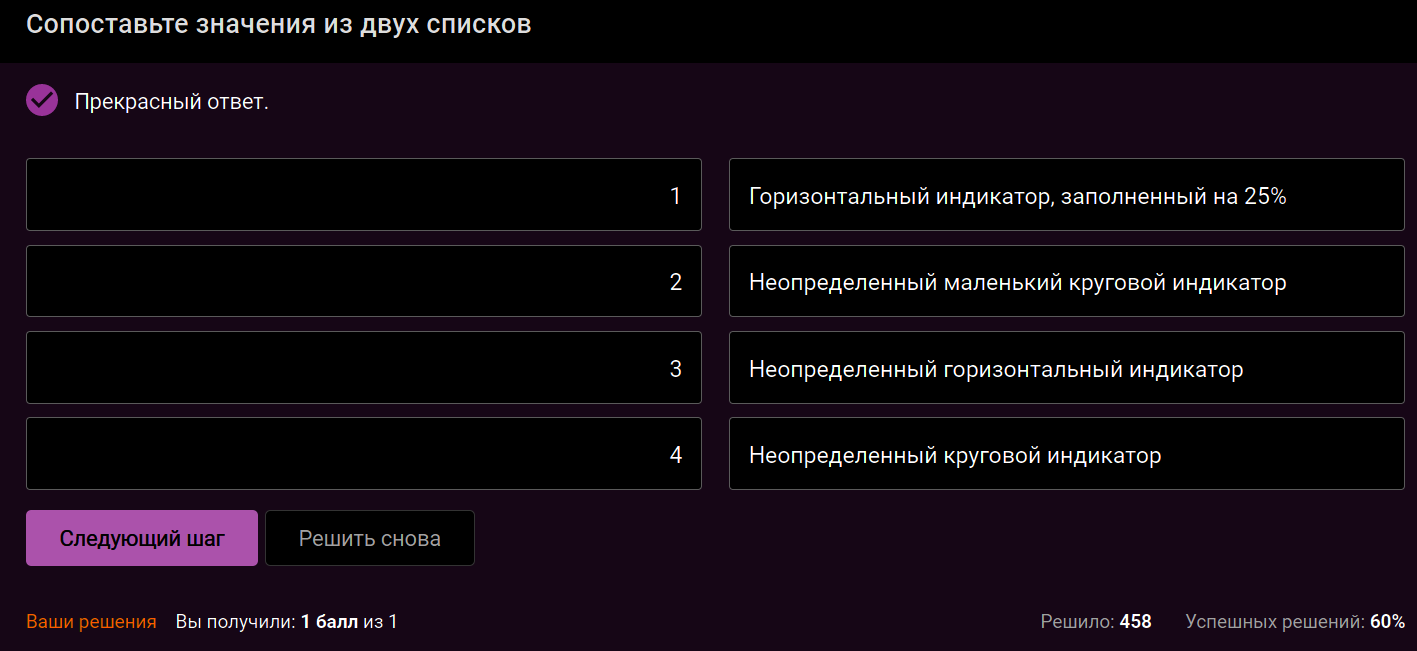 Сопоставьте значения из двух списков
Прекрасный ответ.
1 Горизонтальный индикатор, заполненный на 25%
2 Неопределенный маленький круговой индикатор
3 Неопределенный горизонтальный индикатор
4 Неопределенный круговой индикатор
Следующий шаг Решить снова
Ваши решения Вы получили: 1 балл из 1 Решило: 458 Успешных решений: 60%